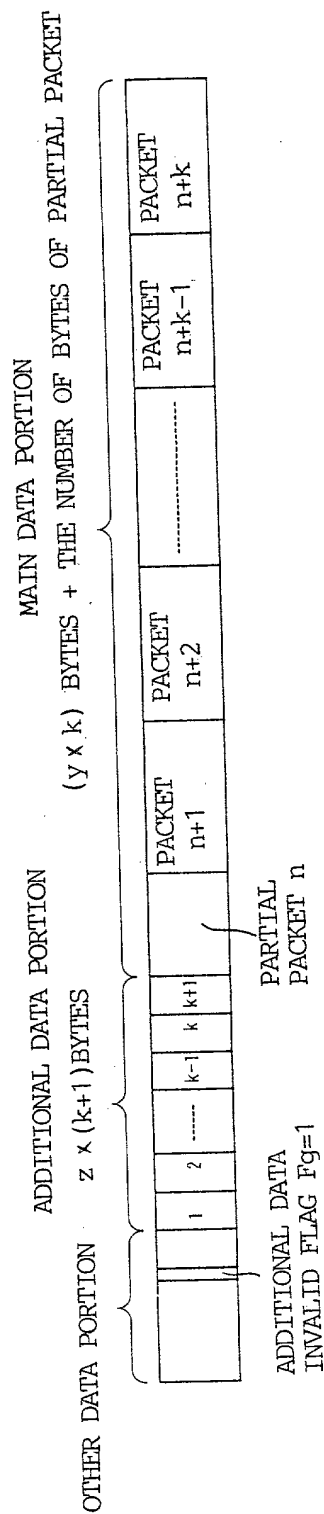 MAIN DATA PORTION
ADDITIONAL DATA PORTION
(y x k) BYTES + THE NUMBER OF BYTES OF PARTIAL PACKET
OTHER DATA PORTION
z x (k+1)BYTES
1
2
------
k-1
k
k+1
PACKET
n+1
PACKET
n+2
--------------------
PACKET
n+k-1
PACKET
n+k
ADDITIONAL DATA
INVALID FLAG Fg=1
PARTIAL
PACKET n